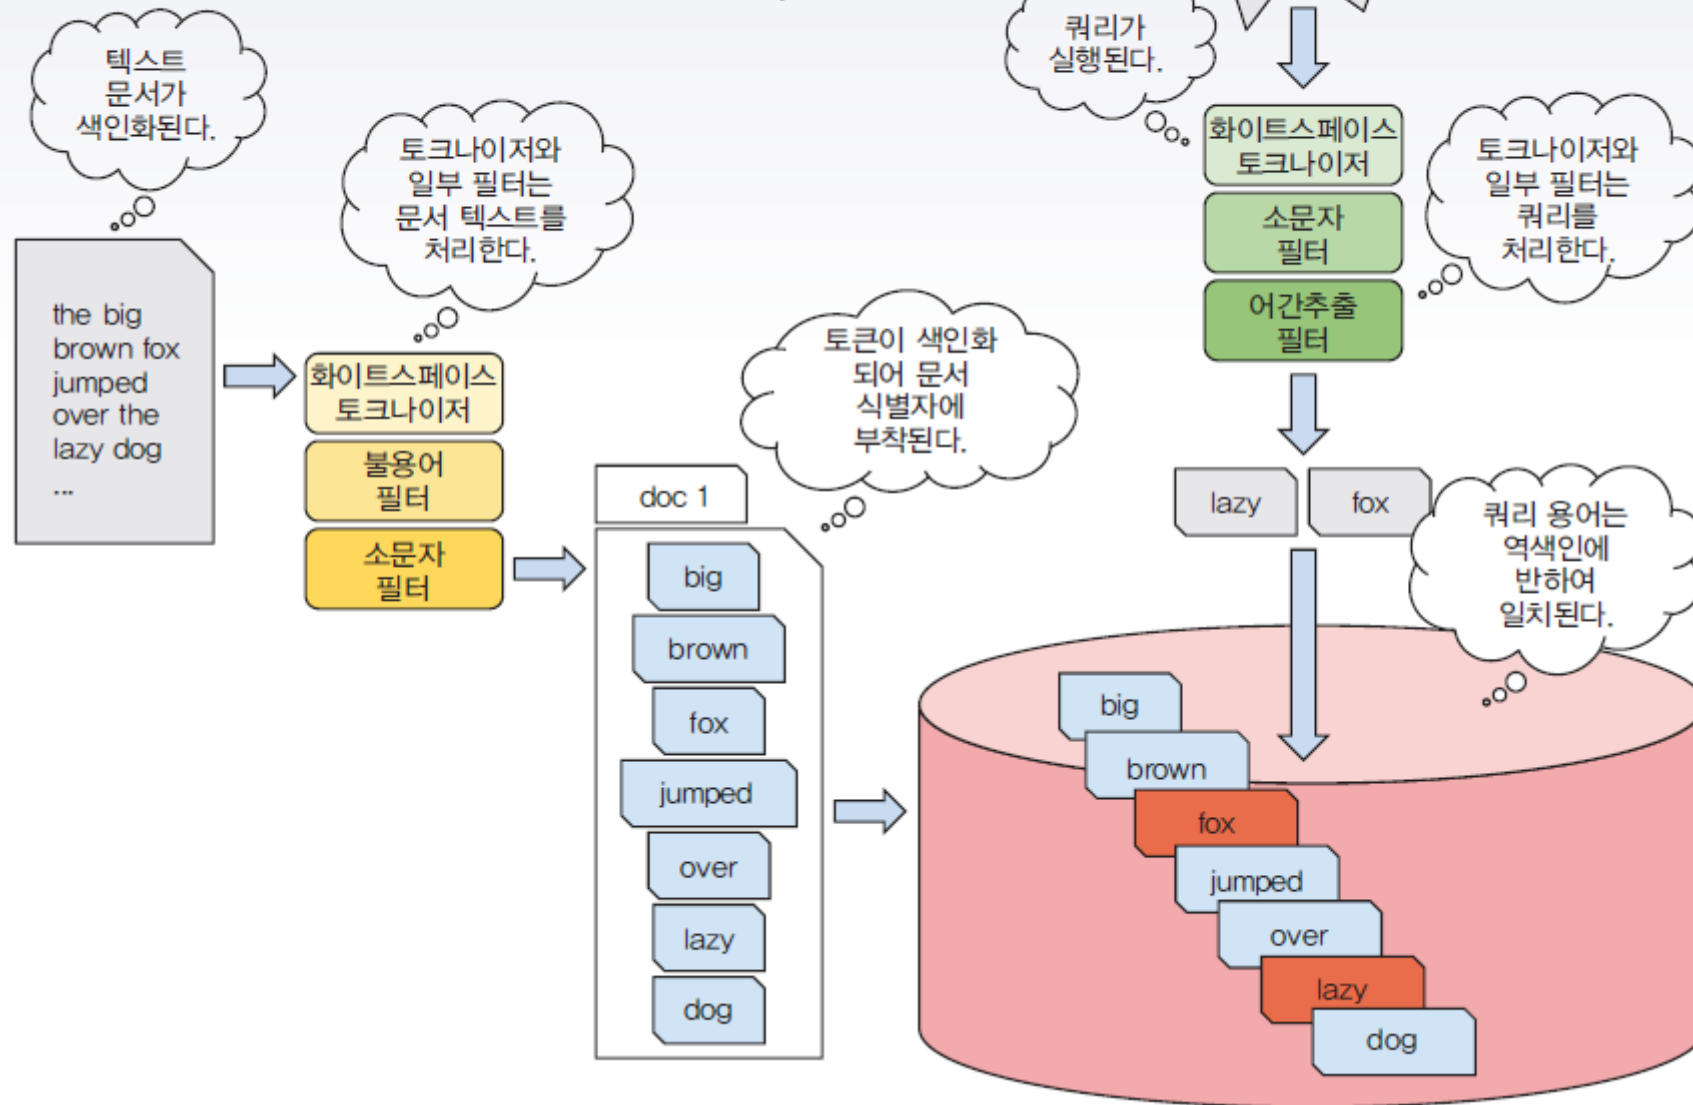 텍스트
문서가
색인화된다.
토크나이저와
일부 필터는
문서 텍스트를
처리한다.
the big
brown fox
jumped
over the
lazy dog
...
화이트스페이스
토크나이저
불용어
필터
소문자
필터
토큰이 색인화
되어 문서
식별자에
부착된다.
doc 1
big
brown
fox
jumped
over
lazy
dog
쿼리가
실행된다.
화이트스페이스
토크나이저
소문자
필터
어간추출
필터
토크나이저와
일부 필터는
쿼리를
처리한다.
lazy
fox
쿼리 용어는
역색인에
반하여
일치된다.
big
brown
fox
jumped
over
lazy
dog